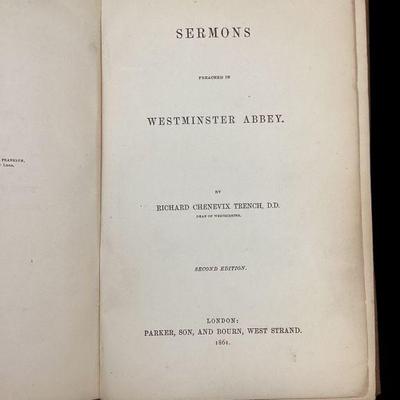 FRANKLYN,
SERMONS
PREACHED IN
WESTMINSTER ABBEY.
BY
RICHARD CHENEVIX TRENCH, D.D.
DEAN OF WESTMINSTER.
SECOND EDITION.
LONDON:
PARKER, SON, AND BOURN, WEST STRAND.
1861.